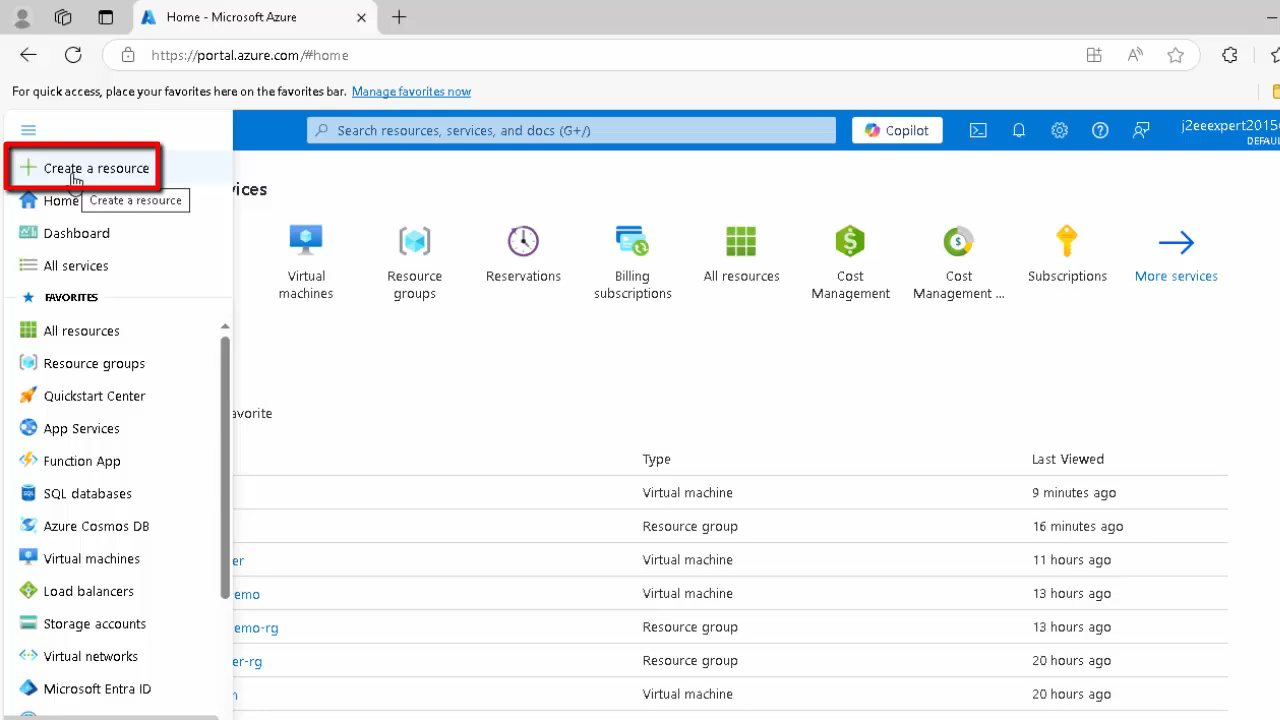 Home - Microsoft Azure
https://portal.azure.com/#home
For quick access, place your favorites here on the favorites bar. Manage favorites now
Search resources, services, and docs (G+/)
Copilot
j2eeexpert2015
DEFAUL
Create a resource
Home
Create a resource
Dashboard
All services
FAVORITES
All resources
Resource groups
Quickstart Center
App Services
Function App
SQL databases
Azure Cosmos DB
Virtual machines
Load balancers
Storage accounts
Virtual networks
Microsoft Entra ID
vices
Virtual machines
Resource groups
Reservations
Billing subscriptions
All resources
Cost Management
Cost Management ...
Subscriptions
More services
avorite
Type
Last Viewed
Virtual machine
9 minutes ago
Resource group
16 minutes ago
er
Virtual machine
11 hours ago
emo
Virtual machine
13 hours ago
emo-rg
Resource group
13 hours ago
er-rg
Resource group
20 hours ago
n
Virtual machine
20 hours ago